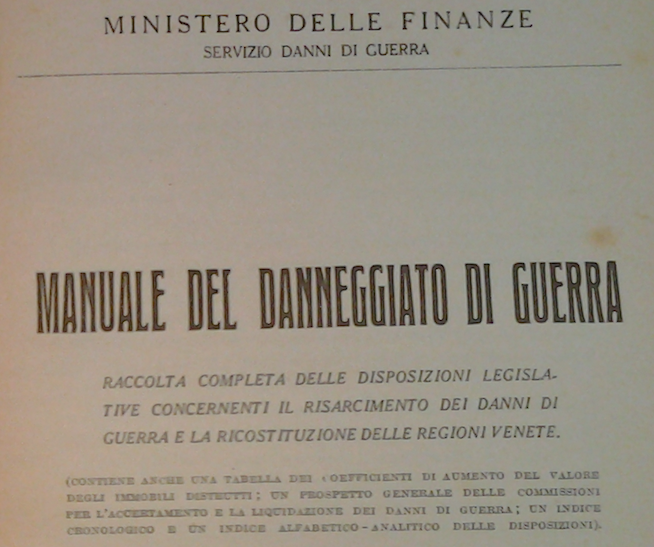 MINISTERO DELLE FINANZE
SERVIZIO DANNI DI GUERRA
MANUALE DEL DANNEGGIATO DI GUERRA
RACCOLTA COMPLETA DELLE DISPOSIZIONI LEGISLA-
TIVE CONCERNENTI IL RISARCIMENTO DEI DANNI DI
GUERRA E LA RICOSTITUZIONE DELLE REGIONI VENETE.
(CONTIENE ANCHE UNA TABELLA DEI COEFFICIENTI DI AUMENTO DEL VALORE
DEGLI IMMOBILI DISTRUTTI; UN PROSPETTO GENERALE DELLE COMMISSIONI
PER L'ACCERTAMENTO E LA LIQUIDAZIONE DEI DANNI DI GUERRA; UN INDICE
CRONOLOGICO E UN INDICE ALFABETICO-ANALITICO DELLE DISPOSIZIONI).